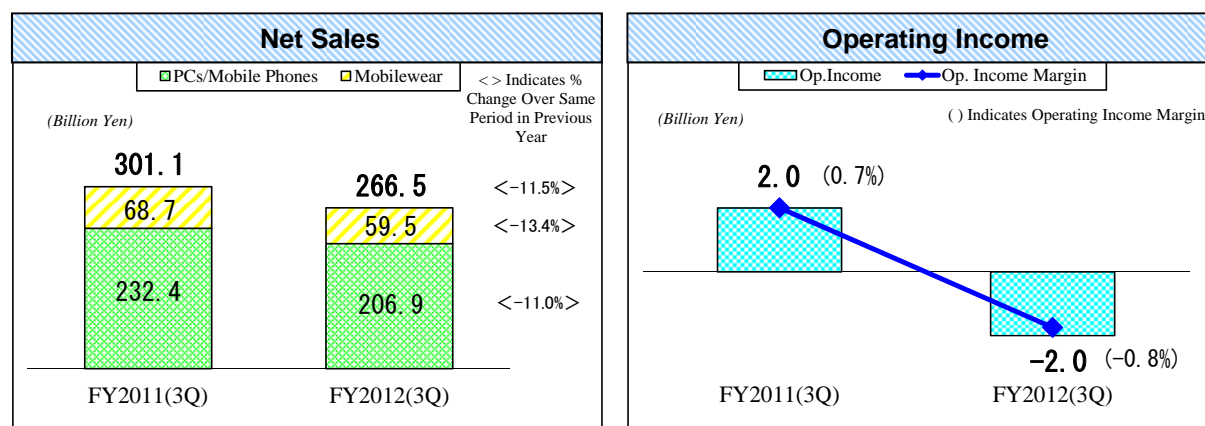 Net Sales
PCs/Mobile Phones Mobilewear
< > Indicates %
Change Over Same
Period in Previous
Year
(Billion Yen)
301.1
266.5
<-11.5%>
68.7
59.5
<-13.4%>
232.4
206.9
<-11.0%>
FY2011(3Q)
FY2012(3Q)
Operating Income
Op.Income Op. Income Margin
(Billion Yen)
( ) Indicates Operating Income Margin
2.0 (0.7%)
-2.0 (-0.8%)
FY2011(3Q)
FY2012(3Q)